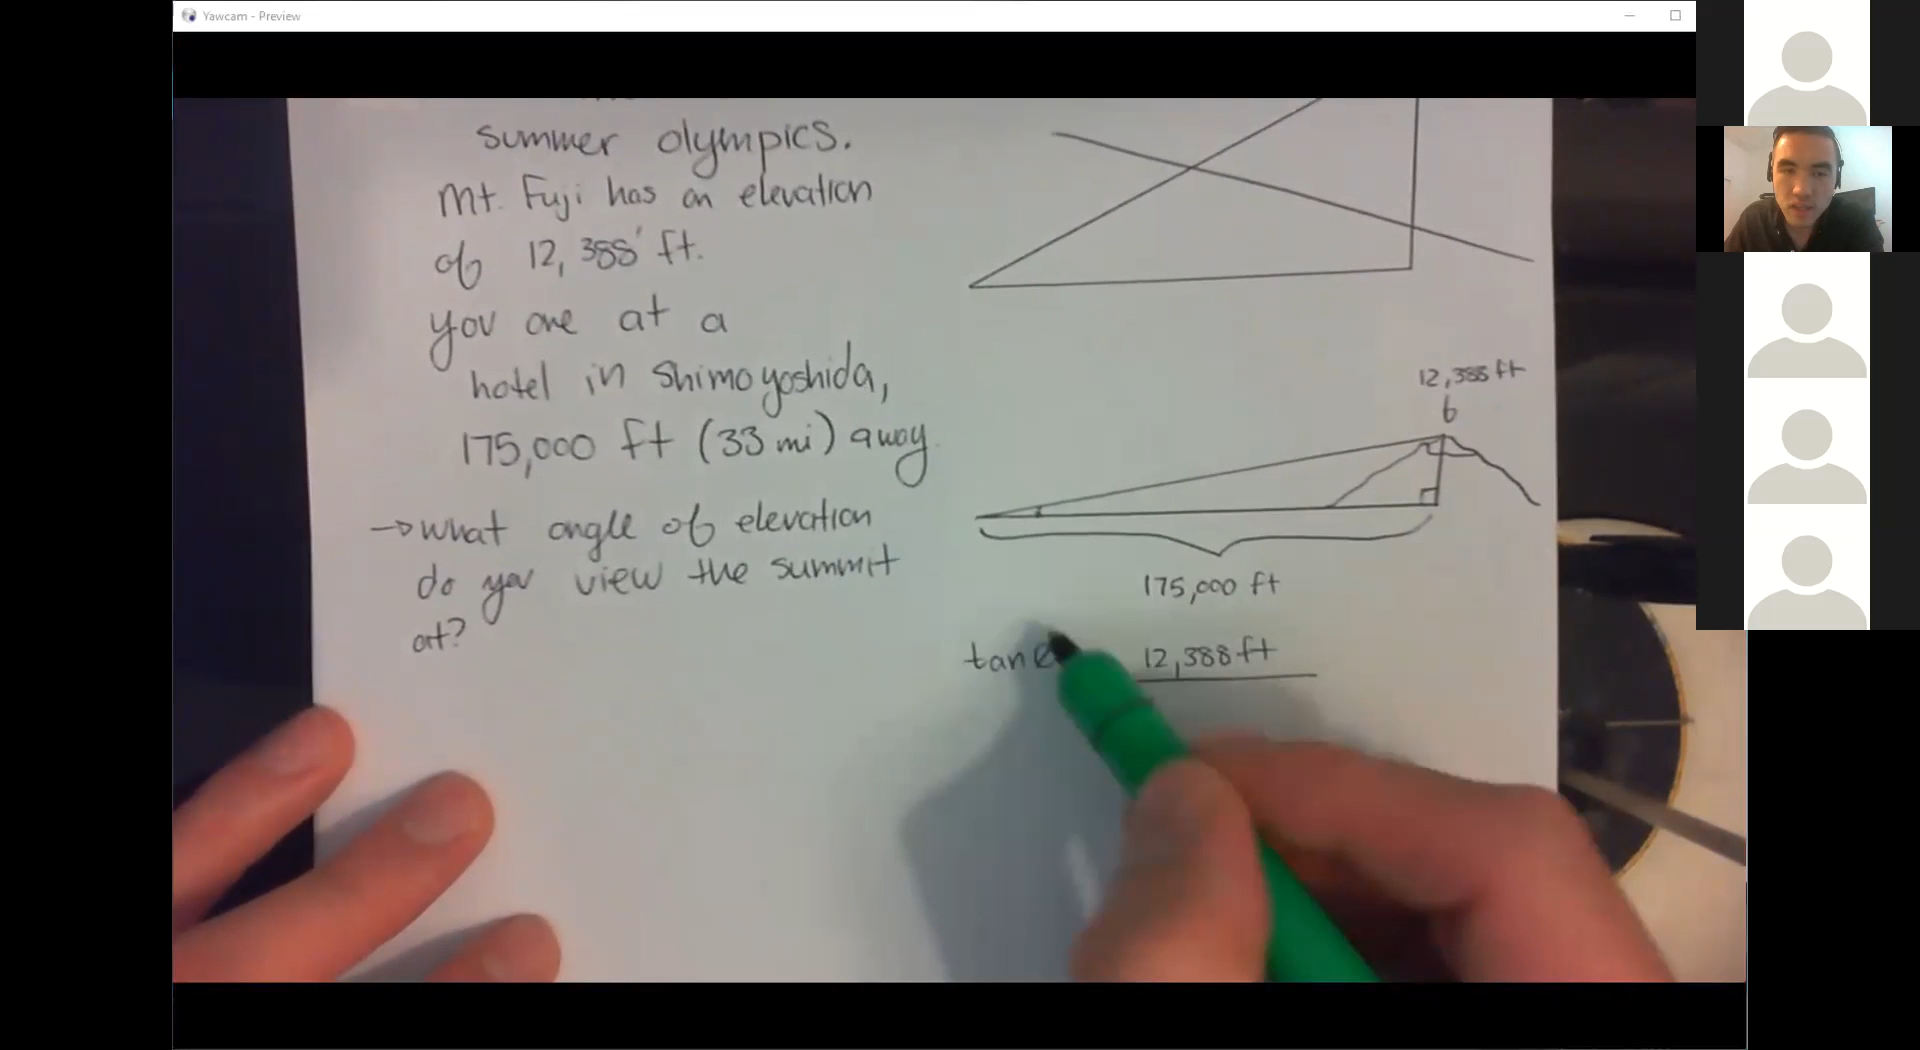 Yawcam - Preview
summer olympics.
Mt. Fuji has an elevation
of 12,388' ft.
you are at a
hotel in Shimoyoshida,
175,000 ft (33 mi) away.
→ what angle of elevation
do you view the summit
at?
12,388 ft
b
175,000 ft
tan
12,388 ft